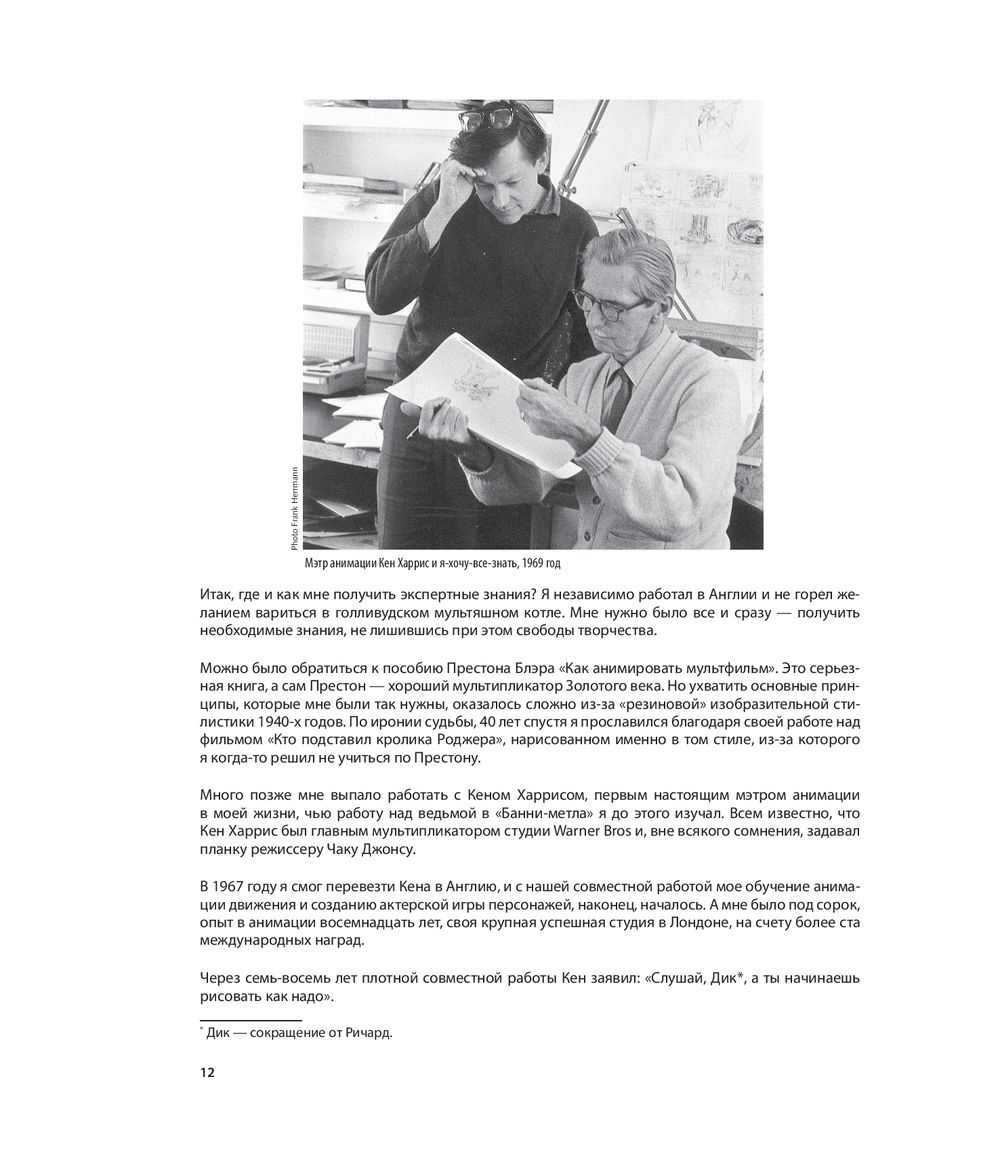 Photo Frank Herrmann
Мэтр анимации Кен Харрис и я-хочу-все-знать, 1969 год
Итак, где и как мне получить экспертные знания? Я независимо работал в Англии и не горел же-
ланием вариться в голливудском мультяшном котле. Мне нужно было все и сразу — получить
необходимые знания, не лишившись при этом свободы творчества.
Можно было обратиться к пособию Престона Блэра «Как анимировать мультфильм». Это серьез-
ная книга, а сам Престон — хороший мультипликатор Золотого века. Но ухватить основные прин-
ципы, которые мне были так нужны, оказалось сложно из-за «резиновой» изобразительной сти-
листики 1940-х годов. По иронии судьбы, 40 лет спустя я прославился благодаря своей работе над
фильмом «Кто подставил кролика Роджера», нарисованном именно в том стиле, из-за которого
я когда-то решил не учиться по Престону.
Много позже мне выпало работать с Кеном Харрисом, первым настоящим мэтром анимации
в моей жизни, чью работу над ведьмой в «Банни-метла» я до этого изучал. Всем известно, что
Кен Харрис был главным мультипликатором студии Warner Bros и, вне всякого сомнения, задавал
планку режиссеру Чаку Джонсу.
В 1967 году я смог перевезти Кена в Англию, и с нашей совместной работой мое обучение анима-
ции движения и созданию актерской игры персонажей, наконец, началось. А мне было под сорок,
опыт в анимации восемнадцать лет, своя крупная успешная студия в Лондоне, на счету более ста
международных наград.
Через семь-восемь лет плотной совместной работы Кен заявил: «Слушай, Дик*, а ты начинаешь
рисовать как надо».
* Дик — сокращение от Ричард.
12